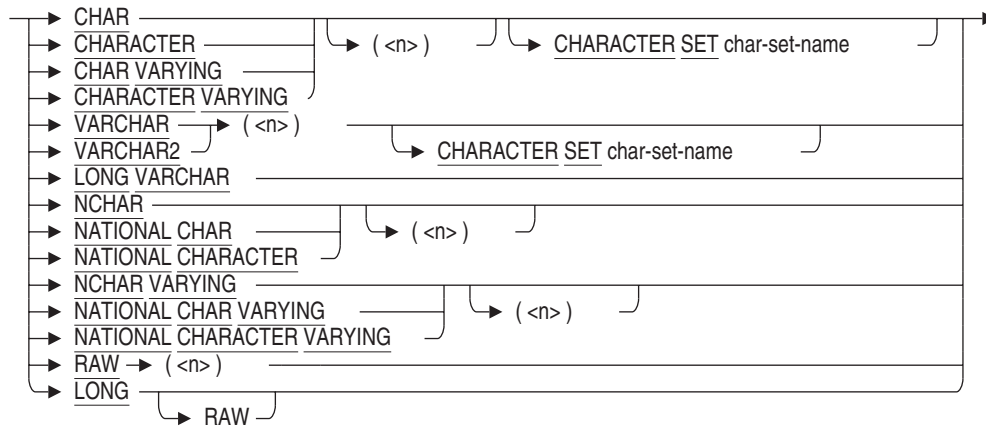 CHAR
CHARACTER ( <n> ) CHARACTER SET char-set-name
CHAR VARYING
CHARACTER VARYING
VARCHAR ( <n> )
VARCHAR2 CHARACTER SET char-set-name
LONG VARCHAR
NCHAR
NATIONAL CHAR ( <n> )
NATIONAL CHARACTER
NCHAR VARYING
NATIONAL CHAR VARYING ( <n> )
NATIONAL CHARACTER VARYING
RAW ( <n> )
LONG
RAW